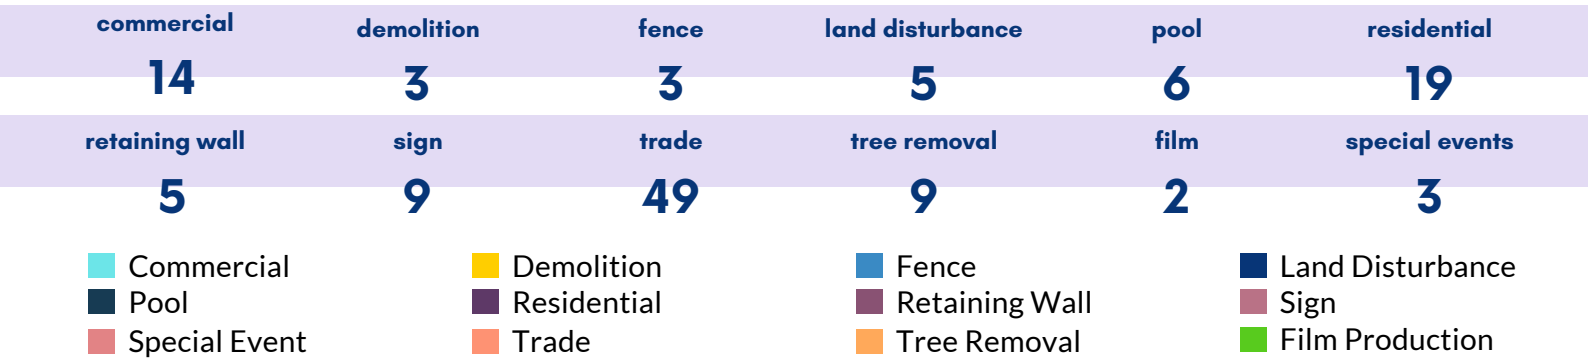 commercial demolition fence land disturbance pool residential
14 3 3 5 6 19
retaining wall sign trade tree removal film special events
5 9 49 9 2 3
Commercial Demolition Fence Land Disturbance
Pool Residential Retaining Wall Sign
Special Event Trade Tree Removal Film Production